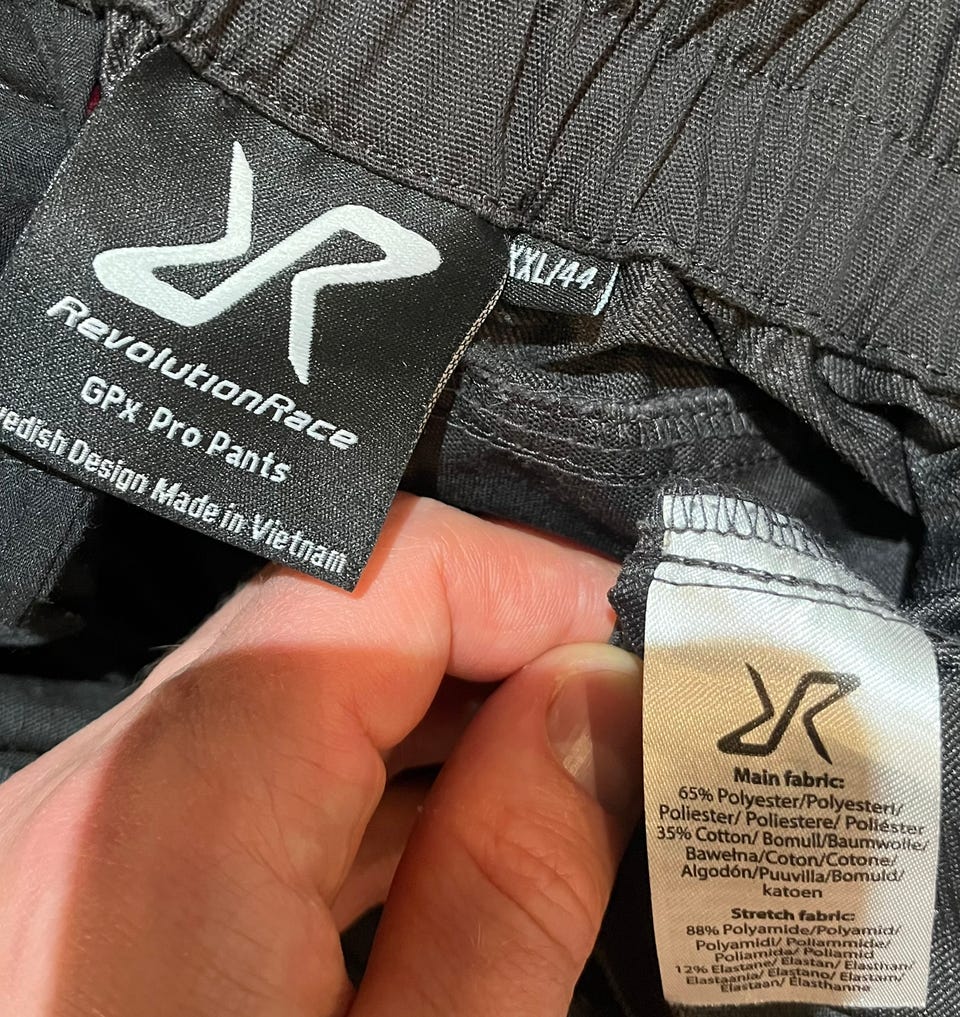 RevolutionRace
GPx Pro Pants
Design Made in Vietnam
XXL/44
Main fabric:
65% Polyester/Polyesteri/
Poliester/ Poliestere/ Poliéster
35% Cotton/ Bomull/Baumwolle/
Bawełna/Coton/Cotone/
Algodón/Puuvilla/Bomuld/
katoen
Stretch fabric:
88% Polyamide/Polyamid/
Polyamidi/ Poliammide/
Poliamida/ Poliamid
12% Elastane/ Elastan/ Elasthan/
Elastaania/ Elastano/ Elastam/
Elastaan/ Elasthanne